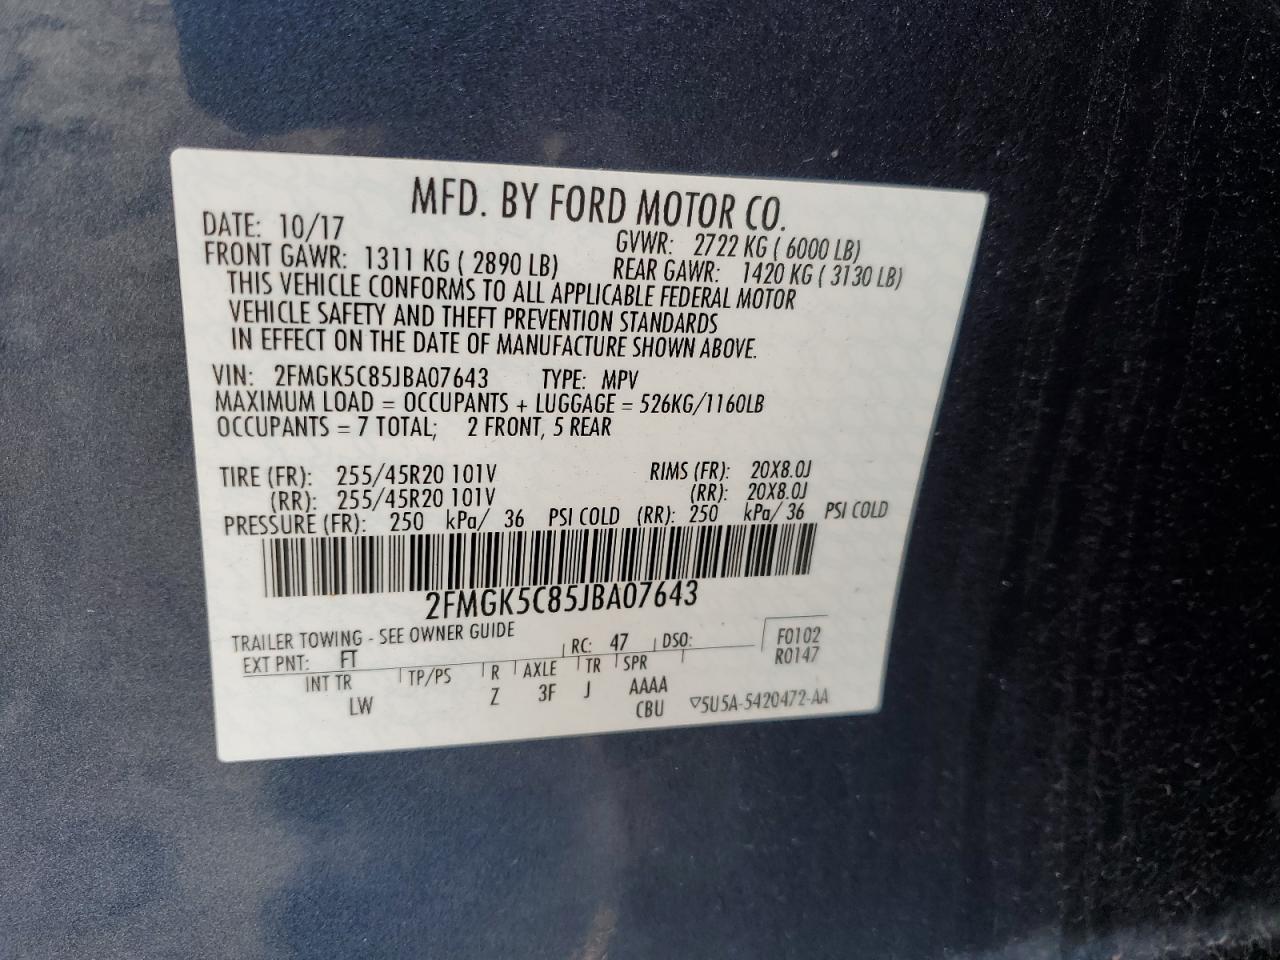 MFD. BY FORD MOTOR CO.
DATE: 10/17 GVWR: 2722 KG ( 6000 LB)
FRONT GAWR: 1311 KG ( 2890 LB) REAR GAWR: 1420 KG ( 3130 LB)
THIS VEHICLE CONFORMS TO ALL APPLICABLE FEDERAL MOTOR
VEHICLE SAFETY AND THEFT PREVENTION STANDARDS
IN EFFECT ON THE DATE OF MANUFACTURE SHOWN ABOVE.
VIN: 2FMGK5C85JBA07643 TYPE: MPV
MAXIMUM LOAD = OCCUPANTS + LUGGAGE = 526KG/1160LB
OCCUPANTS = 7 TOTAL; 2 FRONT, 5 REAR
TIRE (FR): 255/45R20 101V RIMS (FR): 20X8.0J
(RR): 255/45R20 101V (RR): 20X8.0J
PRESSURE (FR): 250 kPa/ 36 PSI COLD (RR): 250 kPa/ 36 PSI COLD
2FMGK5C85JBA07643
TRAILER TOWING - SEE OWNER GUIDE
EXT PNT: FT RC: 47 DSO: F0102
R0147
INT TR TP/PS R AXLE TR SPR
LW Z 3F J AAAA
CBU ▽5U5A-5420472-AA